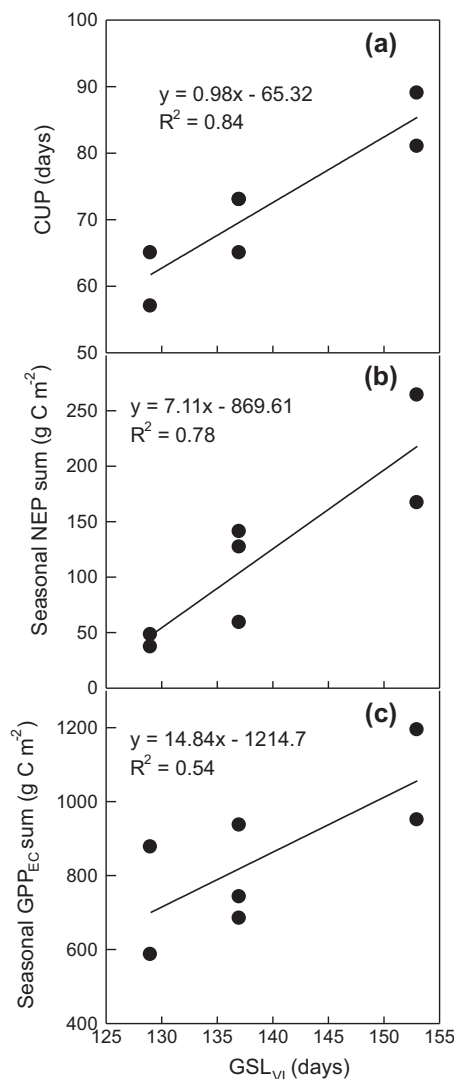 (a)
y = 0.98x - 65.32
R² = 0.84
CUP (days)
100
90
80
70
60
50
(b)
y = 7.11x - 869.61
R² = 0.78
Seasonal NEP sum (g C m⁻²)
250
200
150
100
50
0
(c)
y = 14.84x - 1214.7
R² = 0.54
Seasonal GPP_EC sum (g C m⁻²)
1200
1000
800
600
400
125 130 135 140 145 150 155
GSL_VI (days)